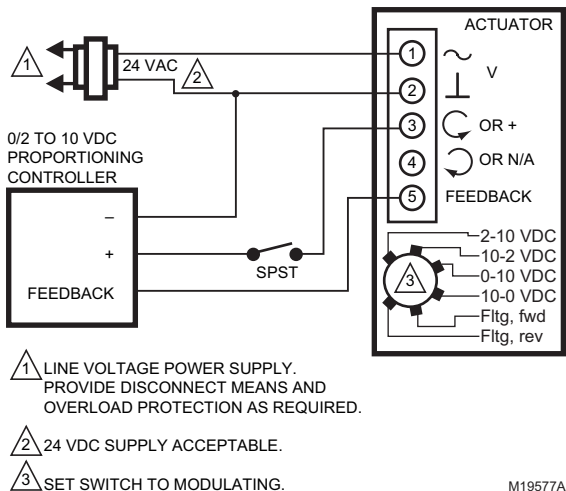 ACTUATOR
1
24 VAC
2
1
V
2
3
OR +
4
OR N/A
5
FEEDBACK
0/2 TO 10 VDC
PROPORTIONING
CONTROLLER
–
+
FEEDBACK
SPST
2-10 VDC
10-2 VDC
0-10 VDC
10-0 VDC
Fltg, fwd
Fltg, rev
3
1 LINE VOLTAGE POWER SUPPLY.
PROVIDE DISCONNECT MEANS AND
OVERLOAD PROTECTION AS REQUIRED.
2 24 VDC SUPPLY ACCEPTABLE.
3 SET SWITCH TO MODULATING.
M19577A